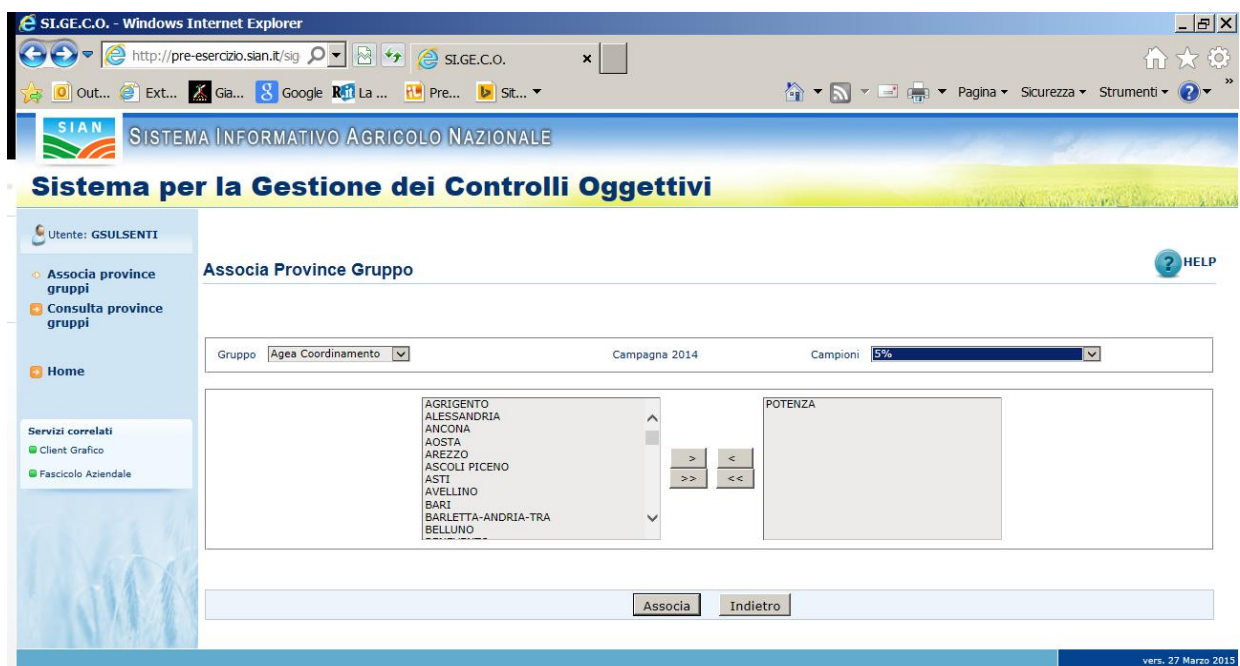 SI.GE.C.O. - Windows Internet Explorer
http://pre-esercizio.sian.it/sig
SI.GE.C.O.
Out... Ext... Gia... Google La ... Pre... Sit...
Pagina Sicurezza Strumenti
SIAN
SISTEMA INFORMATIVO AGRICOLO NAZIONALE
Sistema per la Gestione dei Controlli Oggettivi
Utente: GSULSENTI
Associa province gruppi
Consulta province gruppi
Home
Servizi correlati
Client Grafico
Fascicolo Aziendale
Associa Province Gruppo
? HELP
Gruppo Agea Coordinamento Campagna 2014 Campioni 5%
AGRIGENTO
ALESSANDRIA
ANCONA
AOSTA
AREZZO
ASCOLI PICENO
ASTI
AVELLINO
BARI
BARLETTA-ANDRIA-TRA
BELLUNO
> <
>> <<
POTENZA
Associa Indietro
vers. 27 Marzo 2015